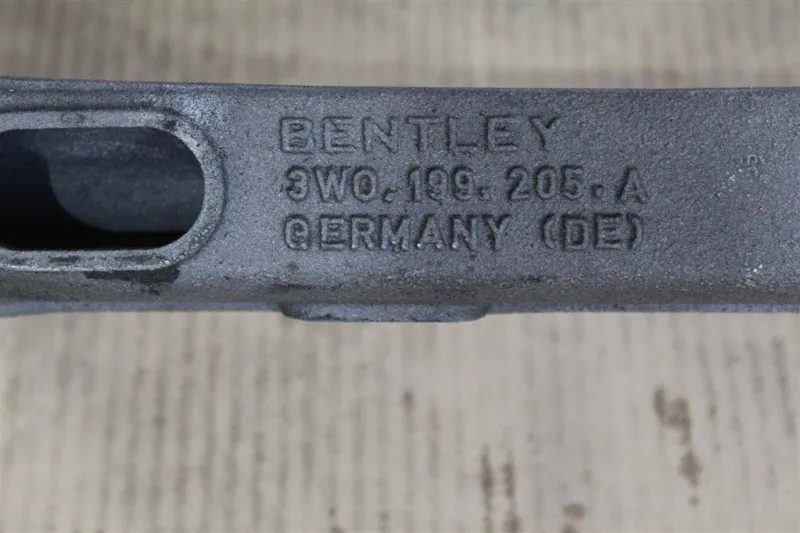 BENTLEY
3W0.199.205.A
GERMANY (DE)